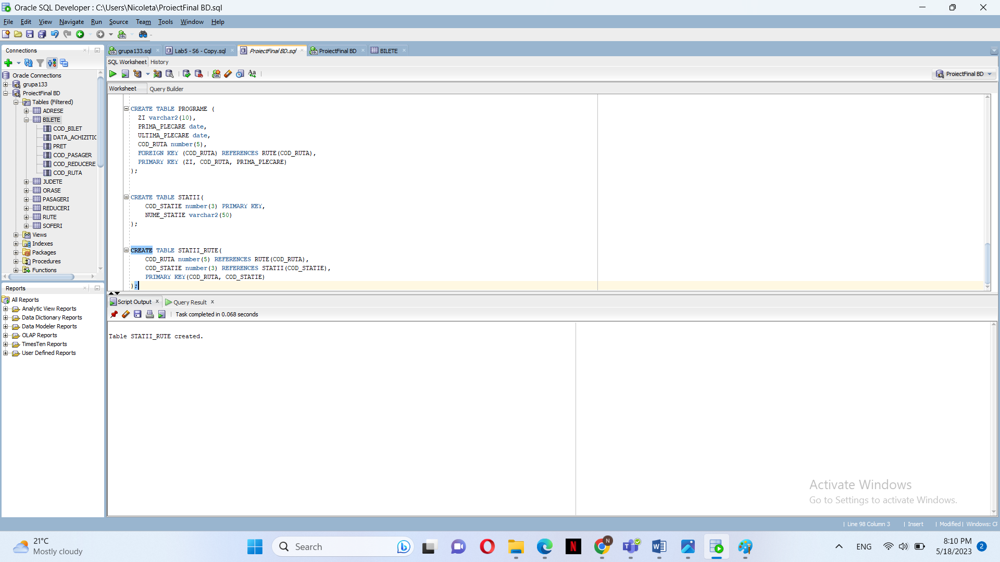 Oracle SQL Developer : C:\Users\Nicoleta\ProiectFinal BD.sql
File Edit View Navigate Run Source Team Tools Window Help
Connections
grupa133.sql
Lab5 - S6 - Copy.sql
ProiectFinal BD.sql
ProiectFinal BD
BILETE
SQL Worksheet History
ProiectFinal BD
Worksheet Query Builder
Oracle Connections
grupa133
ProiectFinal BD
Tables (Filtered)
ADRESE
BILETE
COD_BILET
DATA_ACHIZITIC
PRET
COD_PASAGER
COD_REDUCERE
COD_RUTA
JUDETE
ORASE
PASAGERI
REDUCERI
RUTE
SOFERI
Views
Indexes
Packages
Procedures
Functions
CREATE TABLE PROGRAME (
ZI varchar2(10),
PRIMA_PLECARE date,
ULTIMA_PLECARE date,
COD_RUTA number(5),
FOREIGN KEY (COD_RUTA) REFERENCES RUTE(COD_RUTA),
PRIMARY KEY (ZI, COD_RUTA, PRIMA_PLECARE)
);
CREATE TABLE STATII(
COD_STATIE number(3) PRIMARY KEY,
NUME_STATIE varchar2(50)
);
CREATE TABLE STATII_RUTE(
COD_RUTA number(5) REFERENCES RUTE(COD_RUTA),
COD_STATIE number(3) REFERENCES STATII(COD_STATIE),
PRIMARY KEY(COD_RUTA, COD_STATIE)
);
Reports
All Reports
Analytic View Reports
Data Dictionary Reports
Data Modeler Reports
OLAP Reports
TimesTen Reports
User Defined Reports
Script Output x Query Result x
Task completed in 0.068 seconds
Table STATII_RUTE created.
Activate Windows
Go to Settings to activate Windows.
| Line 98 Column 3 | Insert | Modified | Windows: CF
21°C
Mostly cloudy
Search
ENG
8:10 PM
5/18/2023
2